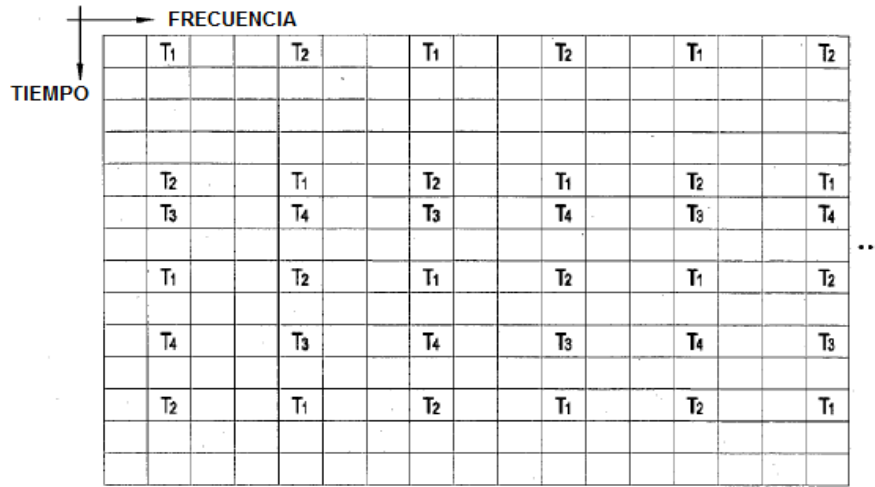 FRECUENCIA
TIEMPO
T₁ T₂ T₁ T₂ T₁ T₂
T₂ T₁ T₂ T₁ T₂ T₁
T₃ T₄ T₃ T₄ T₃ T₄
T₁ T₂ T₁ T₂ T₁ T₂
T₄ T₃ T₄ T₃ T₄ T₃
T₂ T₁ T₂ T₁ T₂ T₁